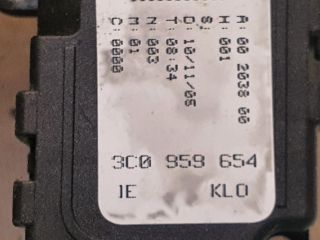 A: 00 2038 00
H: 001
S:
D: 10/11/05
T: 08:34
N: 003
M: 01
C: 0000
3C0 959 654
IE KLO